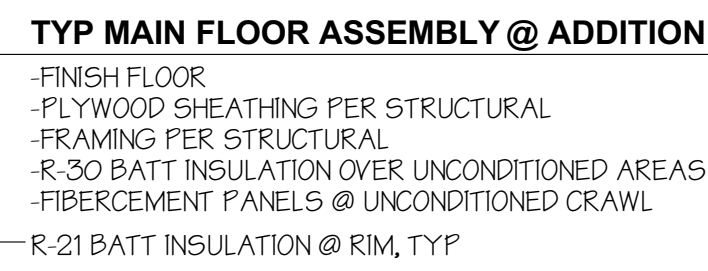 TYP MAIN FLOOR ASSEMBLY @ ADDITION
-FINISH FLOOR
-PLYWOOD SHEATHING PER STRUCTURAL
-FRAMING PER STRUCTURAL
-R-30 BATT INSULATION OVER UNCONDITIONED AREAS
-FIBERCEMENT PANELS @ UNCONDITIONED CRAWL
R-21 BATT INSULATION @ RIM, TYP